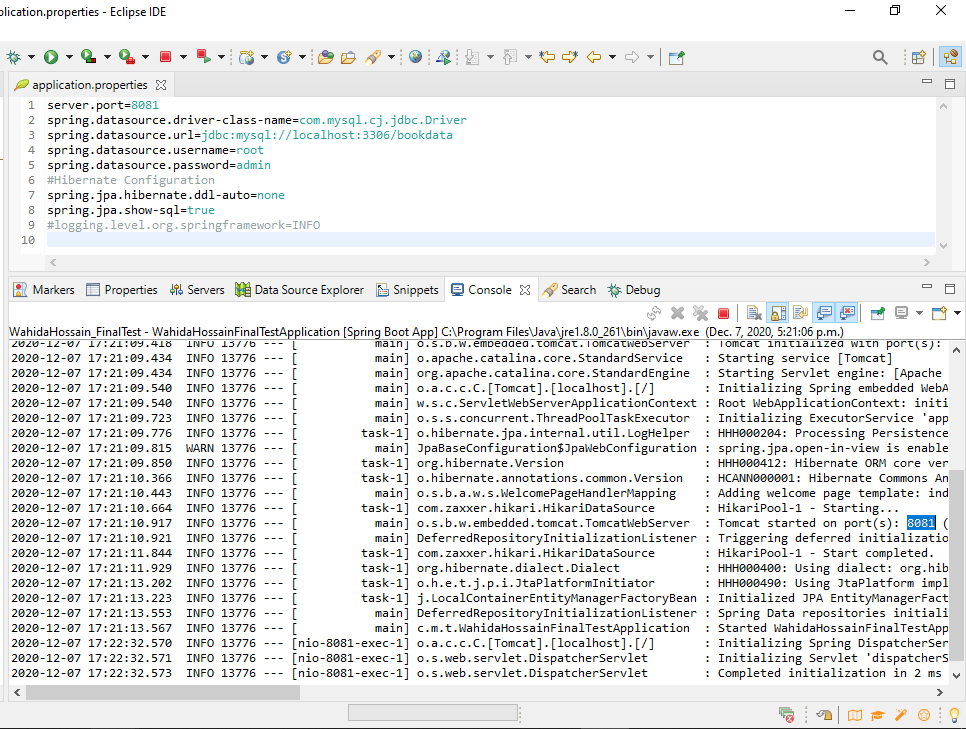 plication.properties - Eclipse IDE
application.properties
1 server.port=8081
2 spring.datasource.driver-class-name=com.mysql.cj.jdbc.Driver
3 spring.datasource.url=jdbc:mysql://localhost:3306/bookdata
4 spring.datasource.username=root
5 spring.datasource.password=admin
6 #Hibernate Configuration
7 spring.jpa.hibernate.ddl-auto=none
8 spring.jpa.show-sql=true
9 #logging.level.org.springframework=INFO
10
Markers Properties Servers Data Source Explorer Snippets Console Search Debug
WahidaHossain_FinalTest - WahidaHossainFinalTestApplication [Spring Boot App] C:\Program Files\Java\jre1.8.0_261\bin\javaw.exe (Dec. 7, 2020, 5:21:06 p.m.)
2020-12-07 17:21:09.418 INFO 13776 --- [ main] o.s.b.w.embedded.tomcat.TomcatWebServer : Tomcat initialized with port(s):
2020-12-07 17:21:09.434 INFO 13776 --- [ main] o.apache.catalina.core.StandardService : Starting service [Tomcat]
2020-12-07 17:21:09.434 INFO 13776 --- [ main] org.apache.catalina.core.StandardEngine : Starting Servlet engine: [Apache
2020-12-07 17:21:09.540 INFO 13776 --- [ main] o.a.c.c.C.[Tomcat].[localhost].[/] : Initializing Spring embedded WebA
2020-12-07 17:21:09.540 INFO 13776 --- [ main] w.s.c.ServletWebServerApplicationContext : Root WebApplicationContext: initi
2020-12-07 17:21:09.723 INFO 13776 --- [ main] o.s.s.concurrent.ThreadPoolTaskExecutor : Initializing ExecutorService 'app
2020-12-07 17:21:09.776 INFO 13776 --- [ task-1] o.hibernate.jpa.internal.util.LogHelper : HHH000204: Processing Persistence
2020-12-07 17:21:09.815 WARN 13776 --- [ main] JpaBaseConfiguration$JpaWebConfiguration : spring.jpa.open-in-view is enable
2020-12-07 17:21:09.850 INFO 13776 --- [ task-1] org.hibernate.Version : HHH000412: Hibernate ORM core ver
2020-12-07 17:21:10.366 INFO 13776 --- [ task-1] o.hibernate.annotations.common.Version : HCANN000001: Hibernate Commons An
2020-12-07 17:21:10.443 INFO 13776 --- [ main] o.s.b.a.w.s.WelcomePageHandlerMapping : Adding welcome page template: ind
2020-12-07 17:21:10.664 INFO 13776 --- [ task-1] com.zaxxer.hikari.HikariDataSource : HikariPool-1 - Starting...
2020-12-07 17:21:10.917 INFO 13776 --- [ main] o.s.b.w.embedded.tomcat.TomcatWebServer : Tomcat started on port(s): 8081 (
2020-12-07 17:21:10.921 INFO 13776 --- [ main] DeferredRepositoryInitializationListener : Triggering deferred initializatio
2020-12-07 17:21:11.844 INFO 13776 --- [ task-1] com.zaxxer.hikari.HikariDataSource : HikariPool-1 - Start completed.
2020-12-07 17:21:11.929 INFO 13776 --- [ task-1] org.hibernate.dialect.Dialect : HHH000400: Using dialect: org.hib
2020-12-07 17:21:13.202 INFO 13776 --- [ task-1] o.h.e.t.j.p.i.JtaPlatformInitiator : HHH000490: Using JtaPlatform impl
2020-12-07 17:21:13.223 INFO 13776 --- [ task-1] j.LocalContainerEntityManagerFactoryBean : Initialized JPA EntityManagerFact
2020-12-07 17:21:13.553 INFO 13776 --- [ main] DeferredRepositoryInitializationListener : Spring Data repositories initiali
2020-12-07 17:21:13.567 INFO 13776 --- [ main] c.m.t.WahidaHossainFinalTestApplication : Started WahidaHossainFinalTestApp
2020-12-07 17:22:32.570 INFO 13776 --- [nio-8081-exec-1] o.a.c.c.C.[Tomcat].[localhost].[/] : Initializing Spring DispatcherSer
2020-12-07 17:22:32.571 INFO 13776 --- [nio-8081-exec-1] o.s.web.servlet.DispatcherServlet : Initializing Servlet 'dispatcherS
2020-12-07 17:22:32.573 INFO 13776 --- [nio-8081-exec-1] o.s.web.servlet.DispatcherServlet : Completed initialization in 2 ms